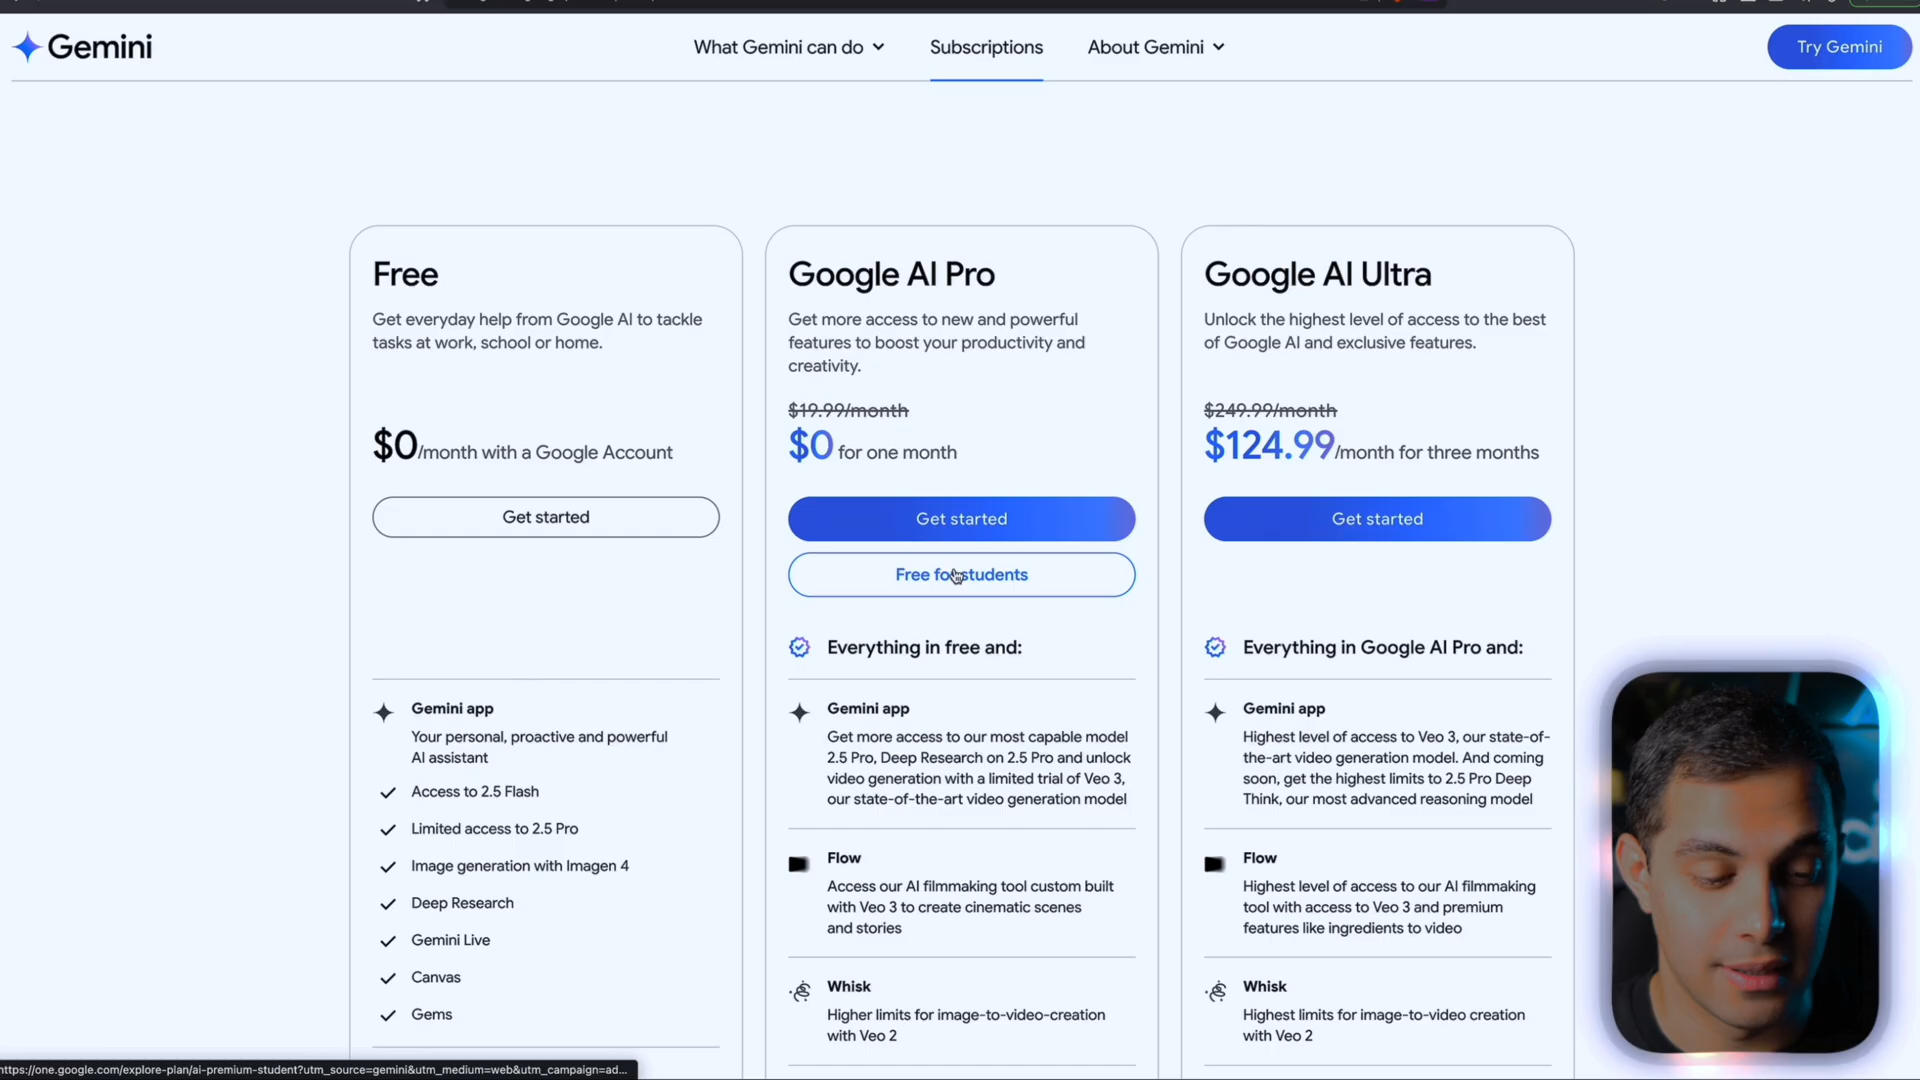 Gemini
What Gemini can do
Subscriptions
About Gemini
Try Gemini
Free
Get everyday help from Google AI to tackle
tasks at work, school or home.
$0/month with a Google Account
Get started
Gemini app
Your personal, proactive and powerful
AI assistant
Access to 2.5 Flash
Limited access to 2.5 Pro
Image generation with Imagen 4
Deep Research
Gemini Live
Canvas
Gems
Google AI Pro
Get more access to new and powerful
features to boost your productivity and
creativity.
$19.99/month
$0 for one month
Get started
Free for students
Everything in free and:
Gemini app
Get more access to our most capable model
2.5 Pro, Deep Research on 2.5 Pro and unlock
video generation with a limited trial of Veo 3,
our state-of-the-art video generation model
Flow
Access our AI filmmaking tool custom built
with Veo 3 to create cinematic scenes
and stories
Whisk
Higher limits for image-to-video-creation
with Veo 2
Google AI Ultra
Unlock the highest level of access to the best
of Google AI and exclusive features.
$249.99/month
$124.99/month for three months
Get started
Everything in Google AI Pro and:
Gemini app
Highest level of access to Veo 3, our state-of-
the-art video generation model. And coming
soon, get the highest limits to 2.5 Pro Deep
Think, our most advanced reasoning model
Flow
Highest level of access to our AI filmmaking
tool with access to Veo 3 and premium
features like ingredients to video
Whisk
Highest limits for image-to-video creation
with Veo 2
https://one.google.com/explore-plan/ai-premium-student?utm_source=gemini&utm_medium=web&utm_campaign=ad...